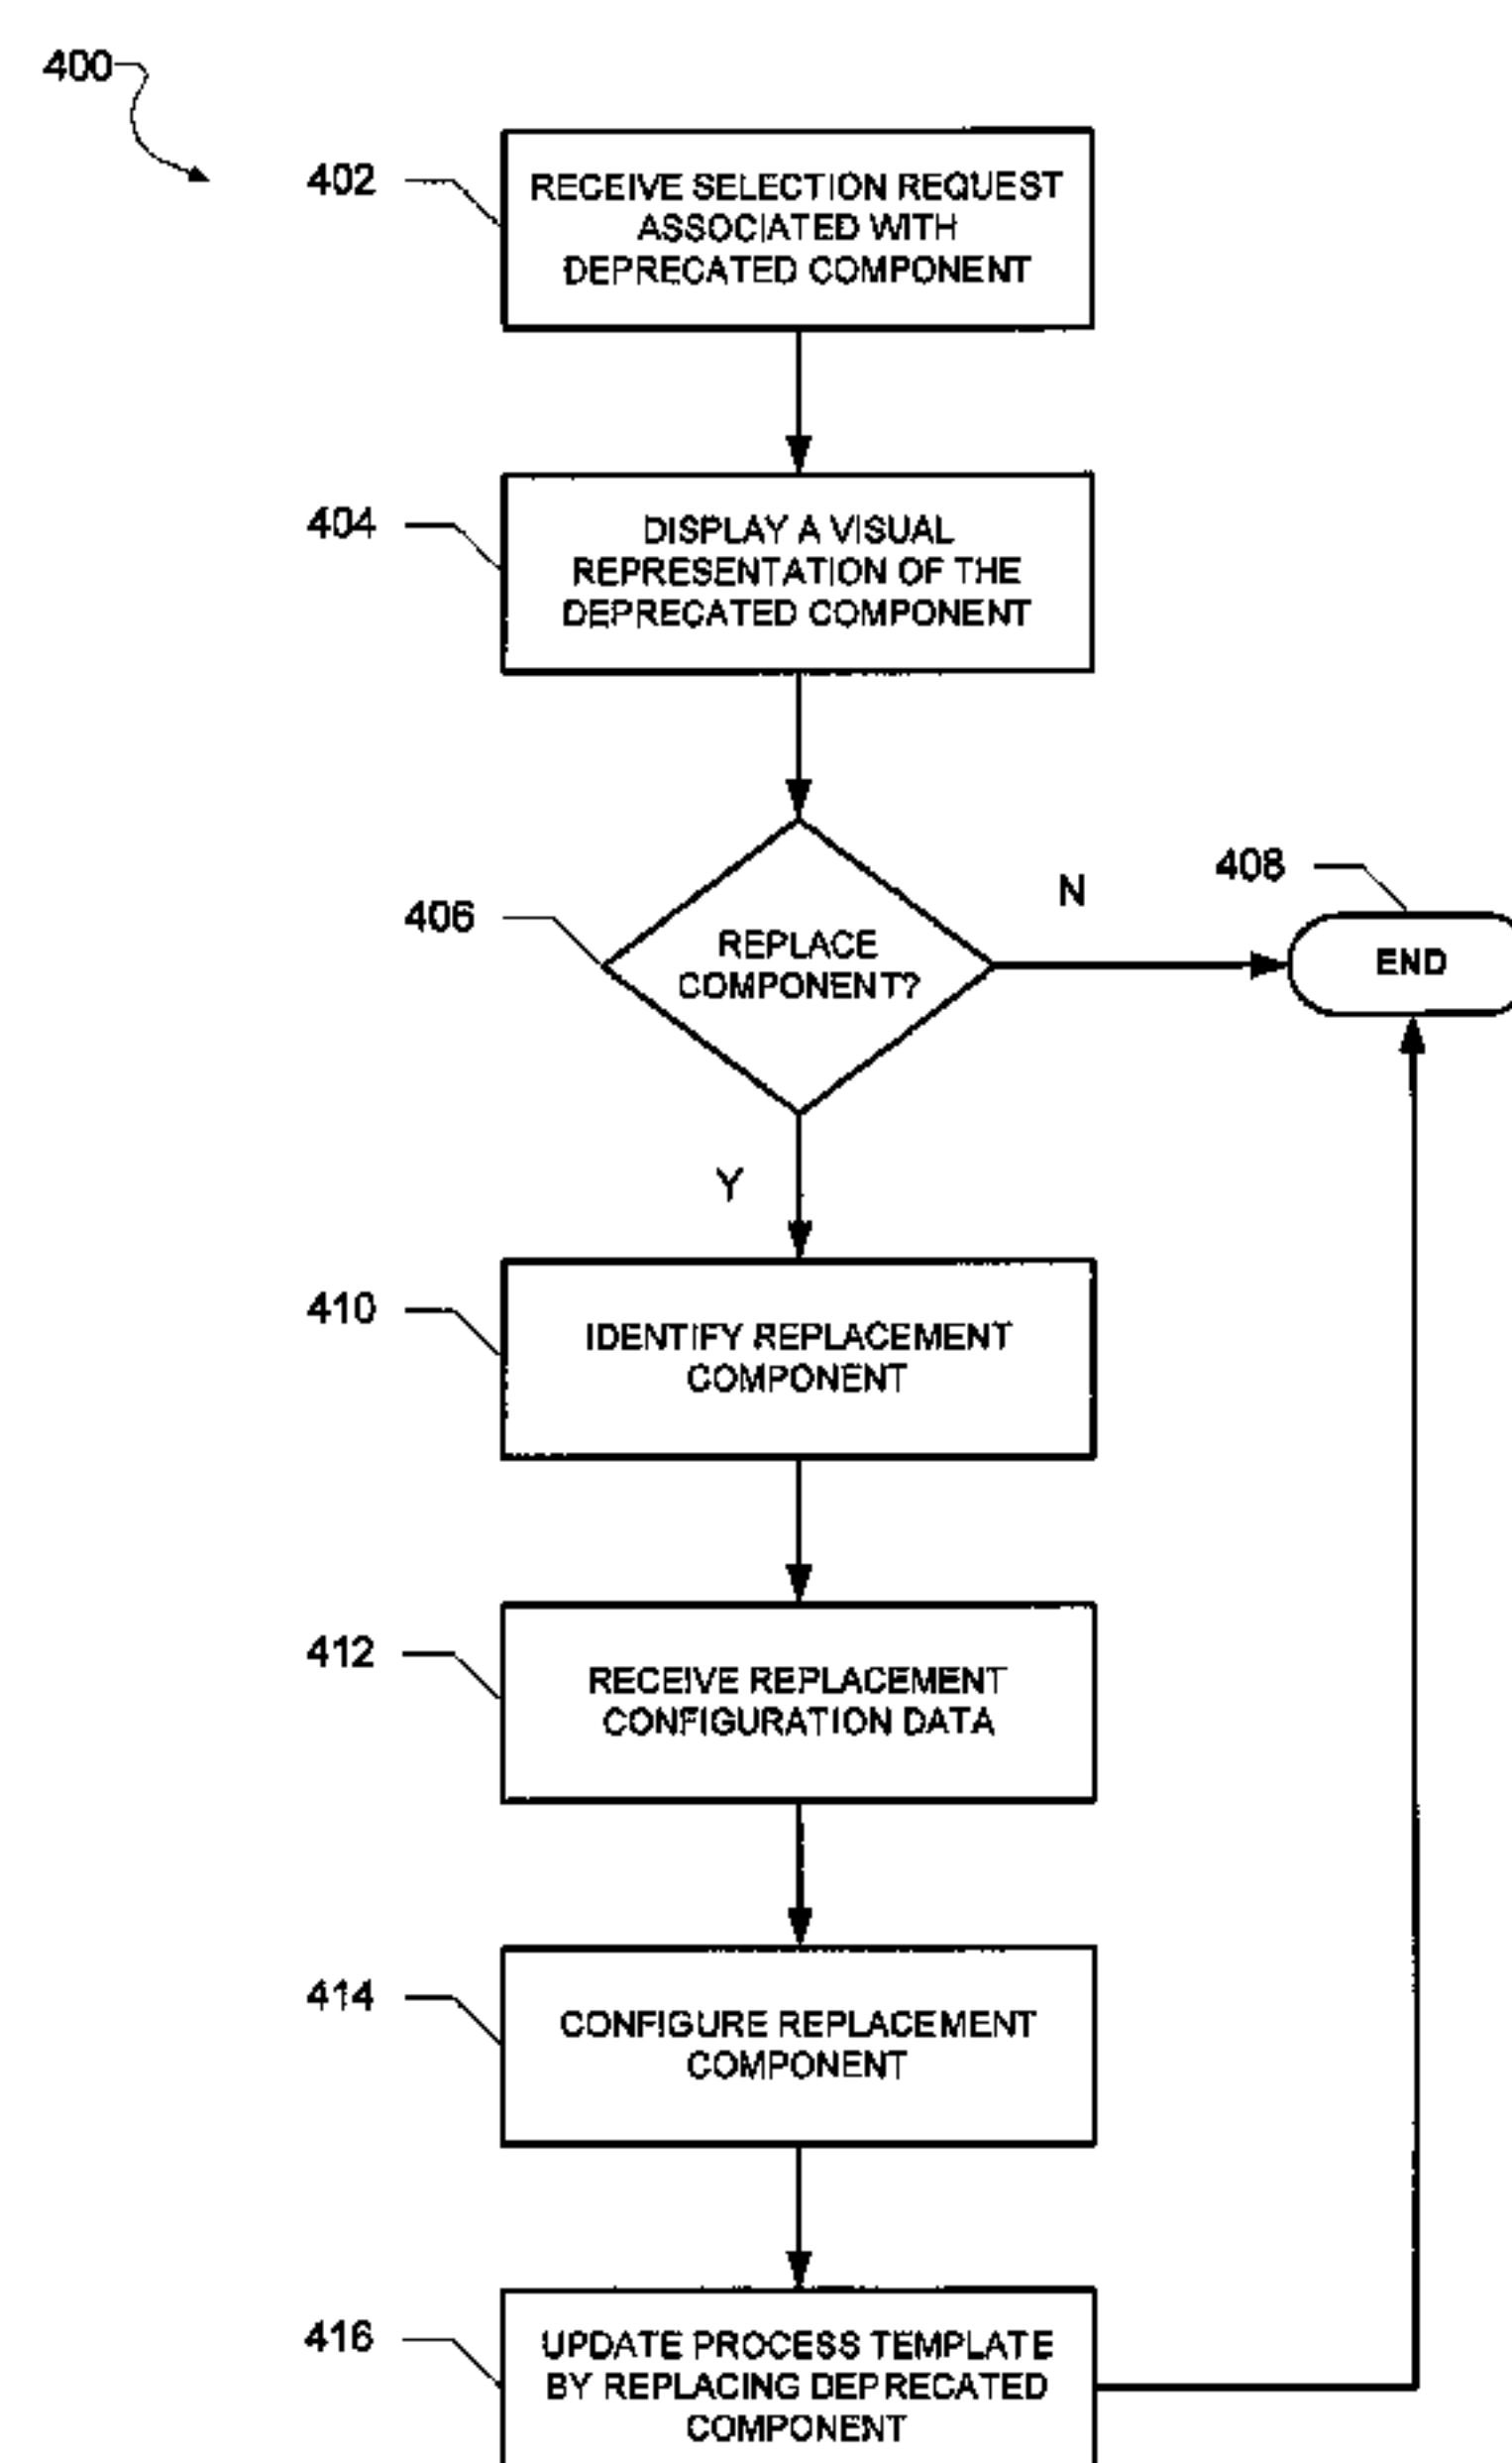 400
402
RECEIVE SELECTION REQUEST
ASSOCIATED WITH
DEPRECATED COMPONENT
404
DISPLAY A VISUAL
REPRESENTATION OF THE
DEPRECATED COMPONENT
406
REPLACE
COMPONENT?
N
408
END
Y
410
IDENTIFY REPLACEMENT
COMPONENT
412
RECEIVE REPLACEMENT
CONFIGURATION DATA
414
CONFIGURE REPLACEMENT
COMPONENT
416
UPDATE PROCESS TEMPLATE
BY REPLACING DEPRECATED
COMPONENT